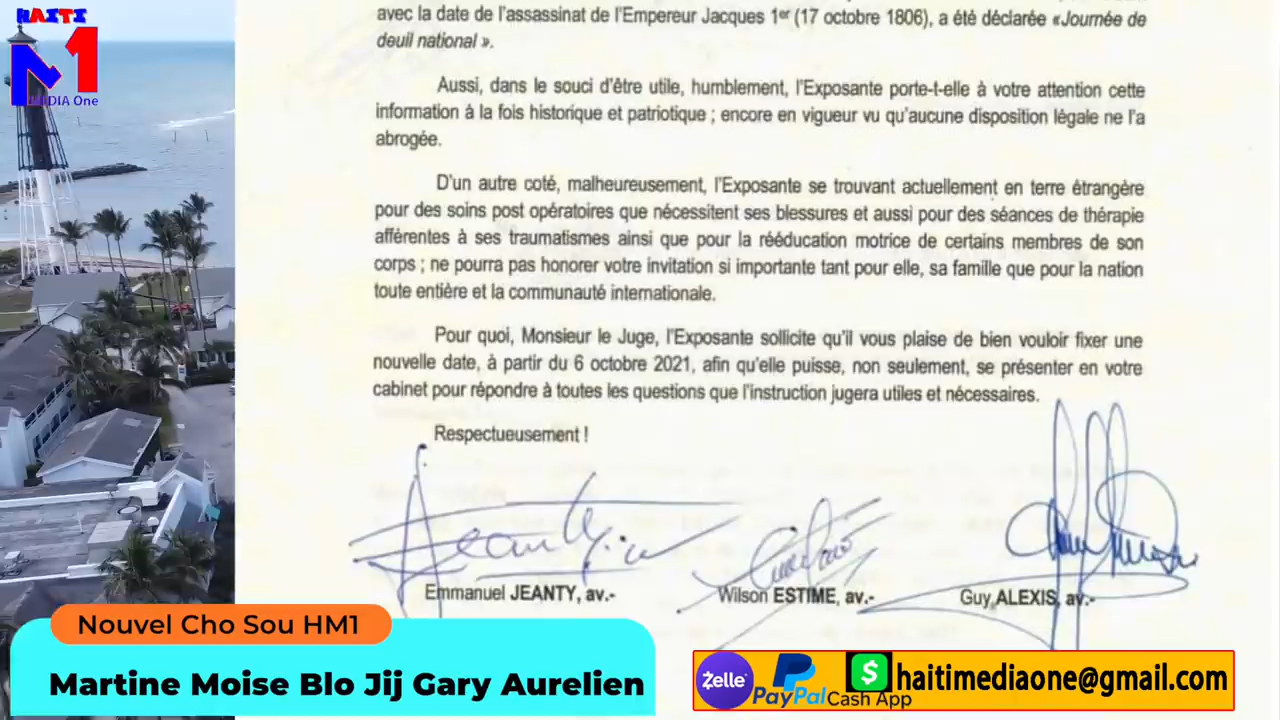 HAITI
M1
MEDIA One
avec la date de l'assassinat de l'Empereur Jacques 1er (17 octobre 1806), a été déclarée «Journée de
deuil national ».
Aussi, dans le souci d'être utile, humblement, l'Exposante porte-t-elle à votre attention cette
information à la fois historique et patriotique ; encore en vigueur vu qu'aucune disposition légale ne l'a
abrogée.
D'un autre coté, malheureusement, l'Exposante se trouvant actuellement en terre étrangère
pour des soins post opératoires que nécessitent ses blessures et aussi pour des séances de thérapie
afférentes à ses traumatismes ainsi que pour la rééducation motrice de certains membres de son
corps ; ne pourra pas honorer votre invitation si importante tant pour elle, sa famille que pour la nation
toute entière et la communauté internationale.
Pour quoi, Monsieur le Juge, l'Exposante sollicite qu'il vous plaise de bien vouloir fixer une
nouvelle date, à partir du 6 octobre 2021, afin qu'elle puisse, non seulement, se présenter en votre
cabinet pour répondre à toutes les questions que l'instruction jugera utiles et nécessaires.
Respectueusement !
Emmanuel JEANTY, av.-
Wilson ESTIME, av.-
Guy ALEXIS, av.-
Nouvel Cho Sou HM1
Martine Moise Blo Jij Gary Aurelien
Zelle
PayPal
$
Cash App
haitimediaone@gmail.com